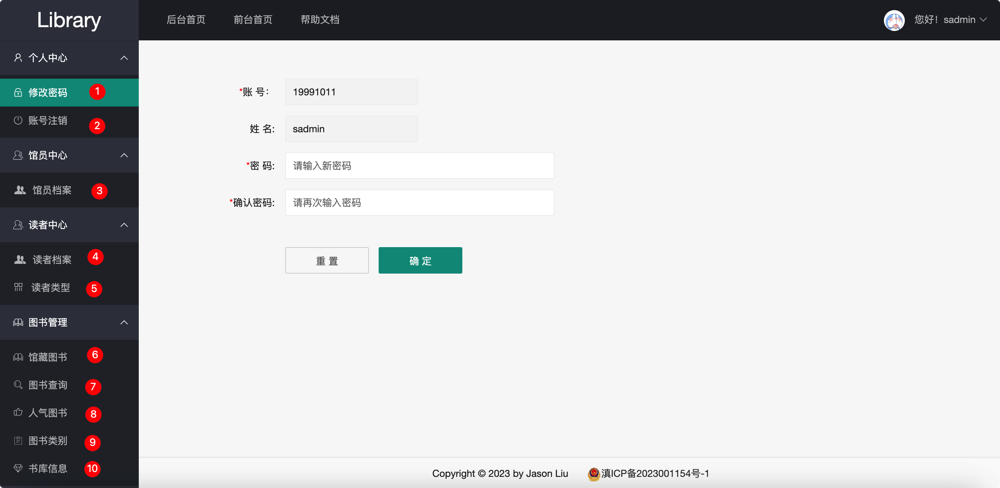 Library
后台首页 前台首页 帮助文档
您好！sadmin
个人中心
修改密码 1
账号注销 2
馆员中心
馆员档案 3
读者中心
读者档案 4
读者类型 5
图书管理
馆藏图书 6
图书查询 7
人气图书 8
图书类别 9
书库信息 10
*账 号： 19991011
姓 名: sadmin
*密 码: 请输入新密码
*确认密码: 请再次输入密码
重 置 确 定
Copyright © 2023 by Jason Liu 滇ICP备2023001154号-1